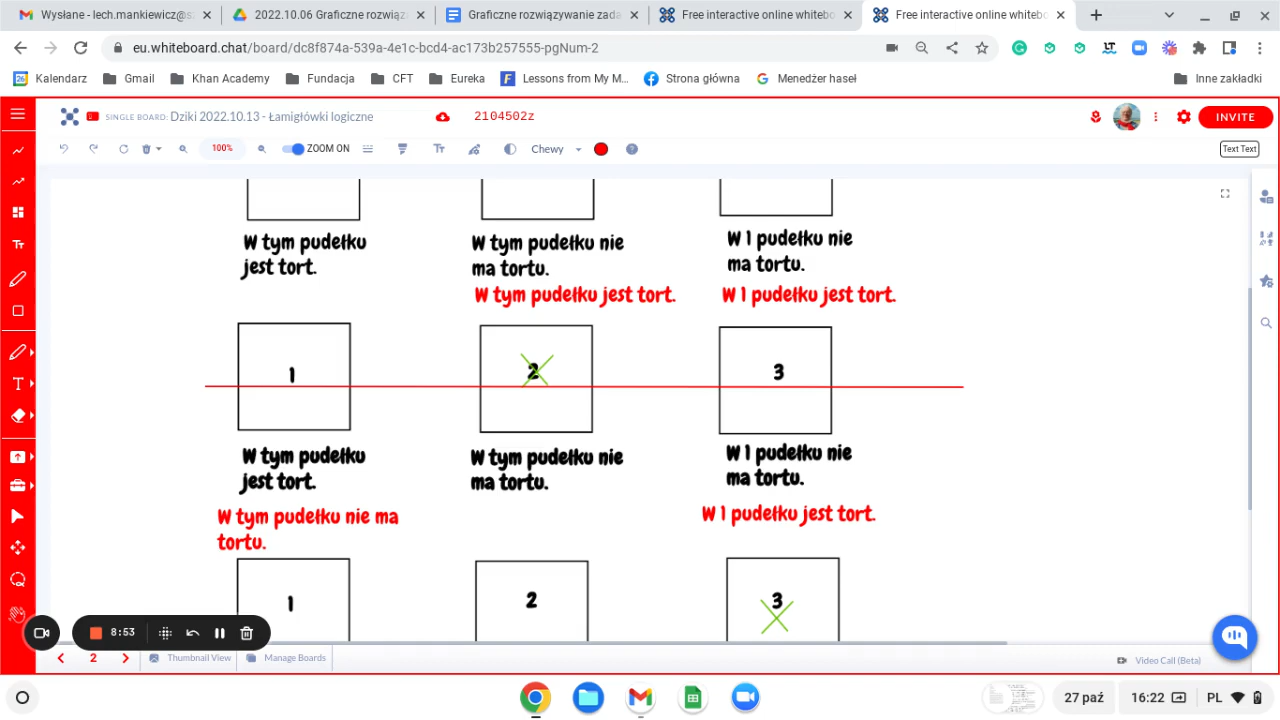 Wysłane - lech.mankiewicz@s
2022.10.06 Graficzne rozwiąz
Graficzne rozwiązywanie zada
Free interactive online whitebo
Free interactive online whitebo
eu.whiteboard.chat/board/dc8f874a-539a-4e1c-bcd4-ac173b257555-pgNum-2
Kalendarz
Gmail
Khan Academy
Fundacja
CFT
Eureka
Lessons from My M...
Strona główna
Menedżer haseł
Inne zakładki
SINGLE BOARD: Dziki 2022.10.13 - Łamigłówki logiczne
2104502z
INVITE
100%
ZOOM ON
Chewy
Text Text
W tym pudełku
jest tort.
W tym pudełku nie
ma tortu.
W tym pudełku jest tort.
W 1 pudełku nie
ma tortu.
W 1 pudełku jest tort.
1
2
3
W tym pudełku
jest tort.
W tym pudełku nie ma
tortu.
W tym pudełku nie
ma tortu.
W 1 pudełku nie
ma tortu.
W 1 pudełku jest tort.
1
2
3
8:53
2
Thumbnail View
Manage Boards
Video Call (Beta)
27 paź
16:22
PL